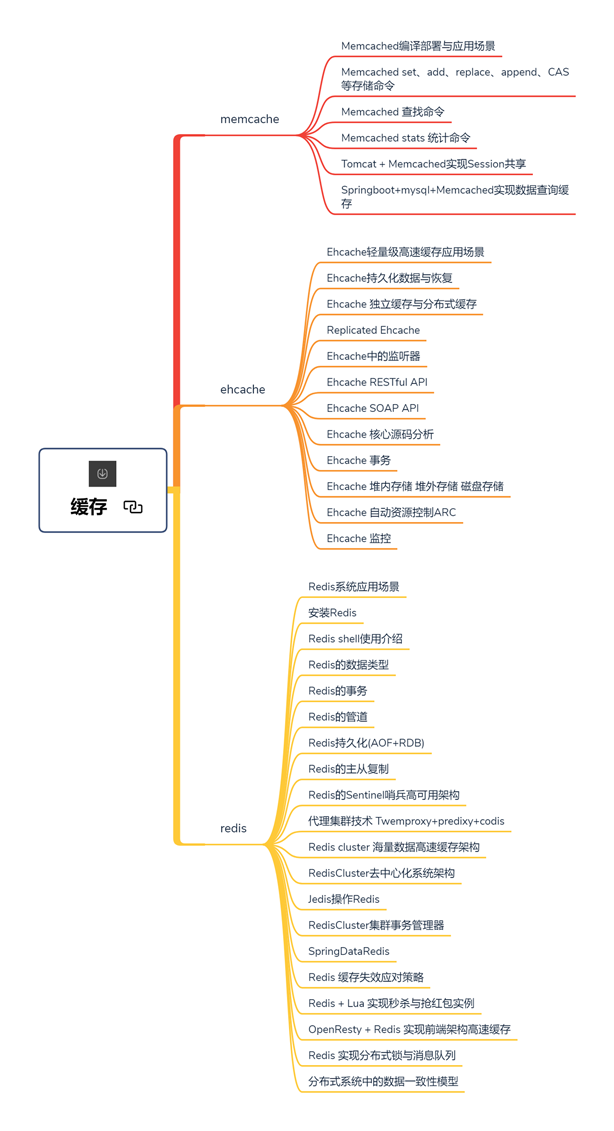 memcache
Memcached编译部署与应用场景
Memcached set、add、replace、append、CAS
等存储命令
Memcached 查找命令
Memcached stats 统计命令
Tomcat + Memcached实现Session共享
Springboot+mysql+Memcached实现数据查询缓
存
ehcache
Ehcache轻量级高速缓存应用场景
Ehcache持久化数据与恢复
Ehcache 独立缓存与分布式缓存
Replicated Ehcache
Ehcache中的监听器
Ehcache RESTful API
Ehcache SOAP API
Ehcache 核心源码分析
Ehcache 事务
Ehcache 堆内存储 堆外存储 磁盘存储
Ehcache 自动资源控制ARC
Ehcache 监控
缓存
redis
Redis系统应用场景
安装Redis
Redis shell使用介绍
Redis的数据类型
Redis的事务
Redis的管道
Redis持久化(AOF+RDB)
Redis的主从复制
Redis的Sentinel哨兵高可用架构
代理集群技术 Twemproxy+predixy+codis
Redis cluster 海量数据高速缓存架构
RedisCluster去中心化系统架构
Jedis操作Redis
RedisCluster集群事务管理器
SpringDataRedis
Redis 缓存失效应对策略
Redis + Lua 实现秒杀与抢红包实例
OpenResty + Redis 实现前端架构高速缓存
Redis 实现分布式锁与消息队列
分布式系统中的数据一致性模型